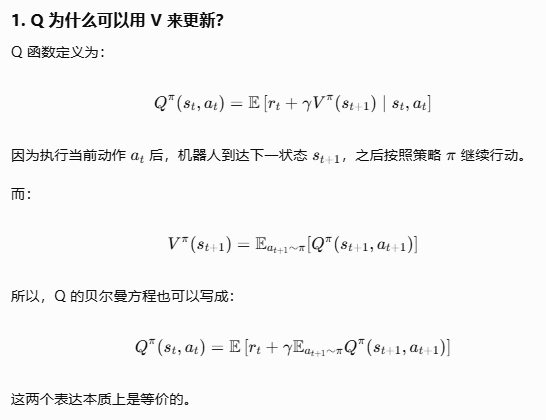 1. Q 为什么可以用 V 来更新?
Q 函数定义为：
Q^π(s_t, a_t) = 𝔼 [r_t + γV^π(s_{t+1}) | s_t, a_t]
因为执行当前动作 a_t 后，机器人到达下一状态 s_{t+1}，之后按照策略 π 继续行动。
而：
V^π(s_{t+1}) = 𝔼_{a_{t+1}∼π}[Q^π(s_{t+1}, a_{t+1})]
所以，Q 的贝尔曼方程也可以写成：
Q^π(s_t, a_t) = 𝔼 [r_t + γ𝔼_{a_{t+1}∼π}Q^π(s_{t+1}, a_{t+1})]
这两个表达本质上是等价的。